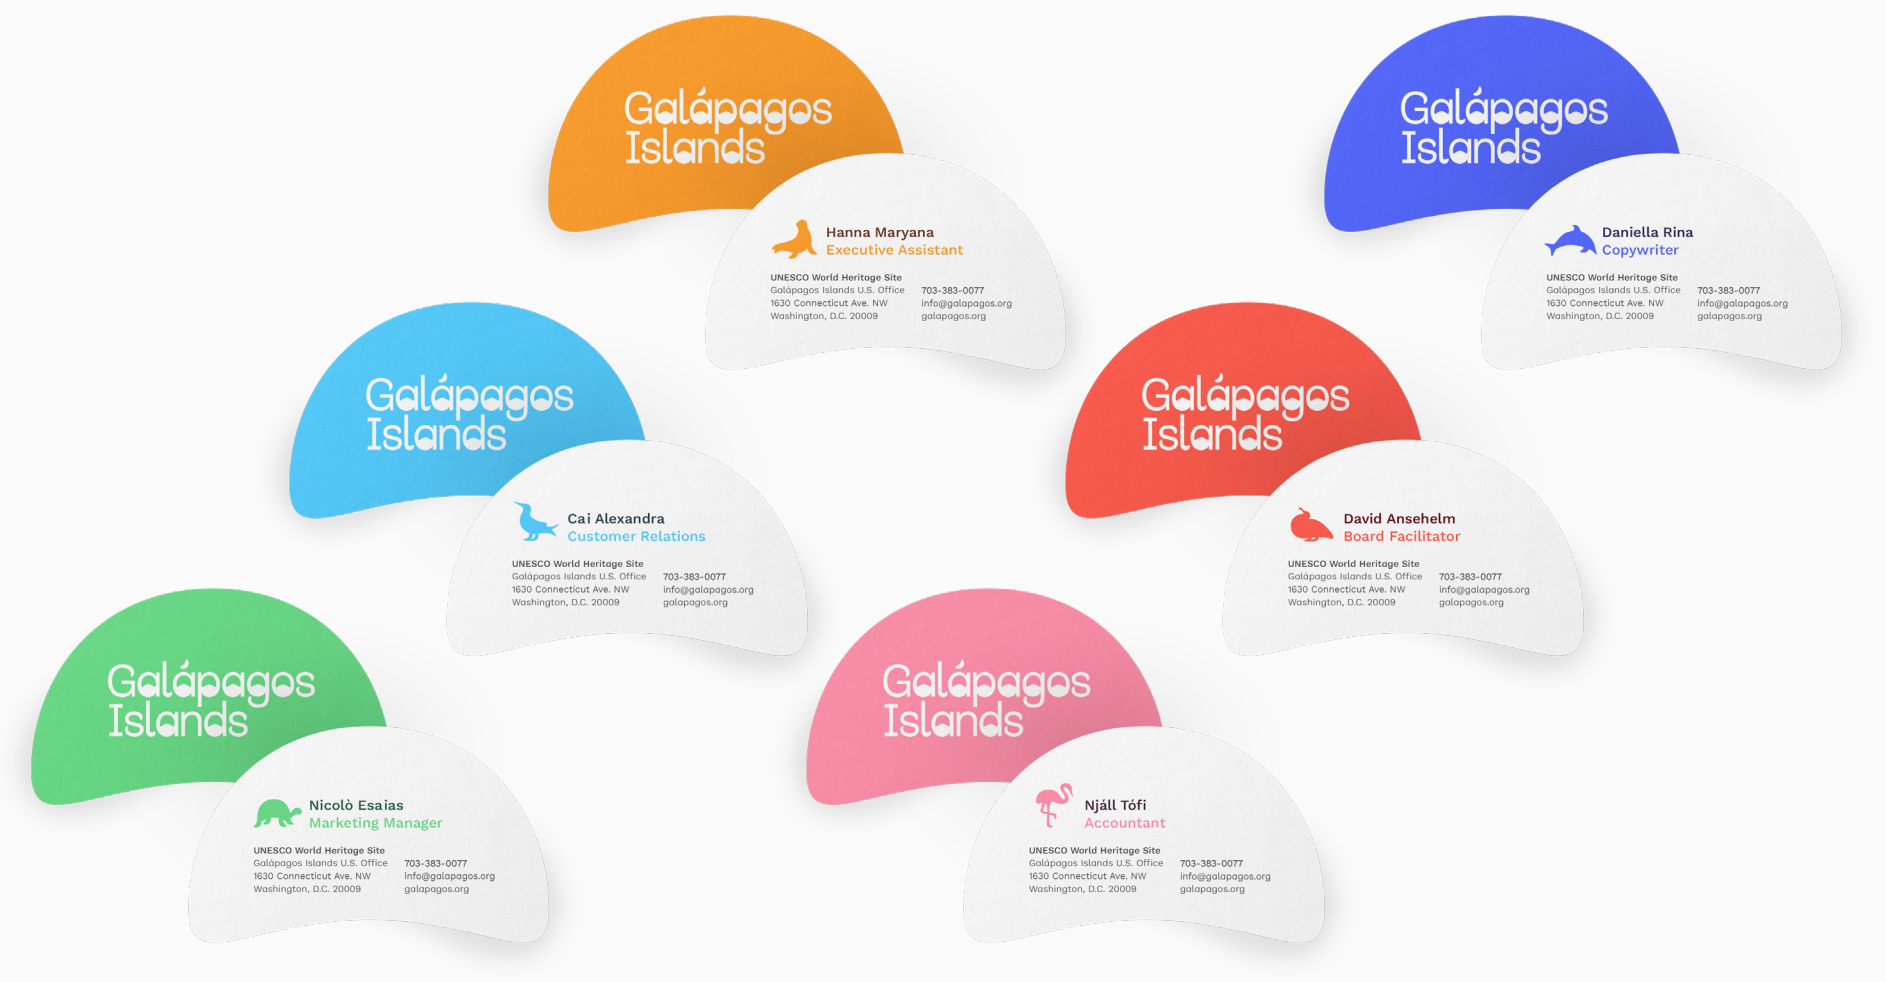 Galápagos
Islands
Hanna Maryana
Executive Assistant
UNESCO World Heritage Site
Galápagos Islands U.S. Office
1630 Connecticut Ave. NW
Washington, D.C. 20009
703-383-0077
info@galapagos.org
galapagos.org
Galápagos
Islands
Daniella Rina
Copywriter
UNESCO World Heritage Site
Galápagos Islands U.S. Office
1630 Connecticut Ave. NW
Washington, D.C. 20009
703-383-0077
info@galapagos.org
galapagos.org
Galápagos
Islands
Cai Alexandra
Customer Relations
UNESCO World Heritage Site
Galápagos Islands U.S. Office
1630 Connecticut Ave. NW
Washington, D.C. 20009
703-383-0077
info@galapagos.org
galapagos.org
Galápagos
Islands
David Ansehelm
Board Facilitator
UNESCO World Heritage Site
Galápagos Islands U.S. Office
1630 Connecticut Ave. NW
Washington, D.C. 20009
703-383-0077
info@galapagos.org
galapagos.org
Galápagos
Islands
Nicolò Esaias
Marketing Manager
UNESCO World Heritage Site
Galápagos Islands U.S. Office
1630 Connecticut Ave. NW
Washington, D.C. 20009
703-383-0077
info@galapagos.org
galapagos.org
Galápagos
Islands
Njáll Tófi
Accountant
UNESCO World Heritage Site
Galápagos Islands U.S. Office
1630 Connecticut Ave. NW
Washington, D.C. 20009
703-383-0077
info@galapagos.org
galapagos.org